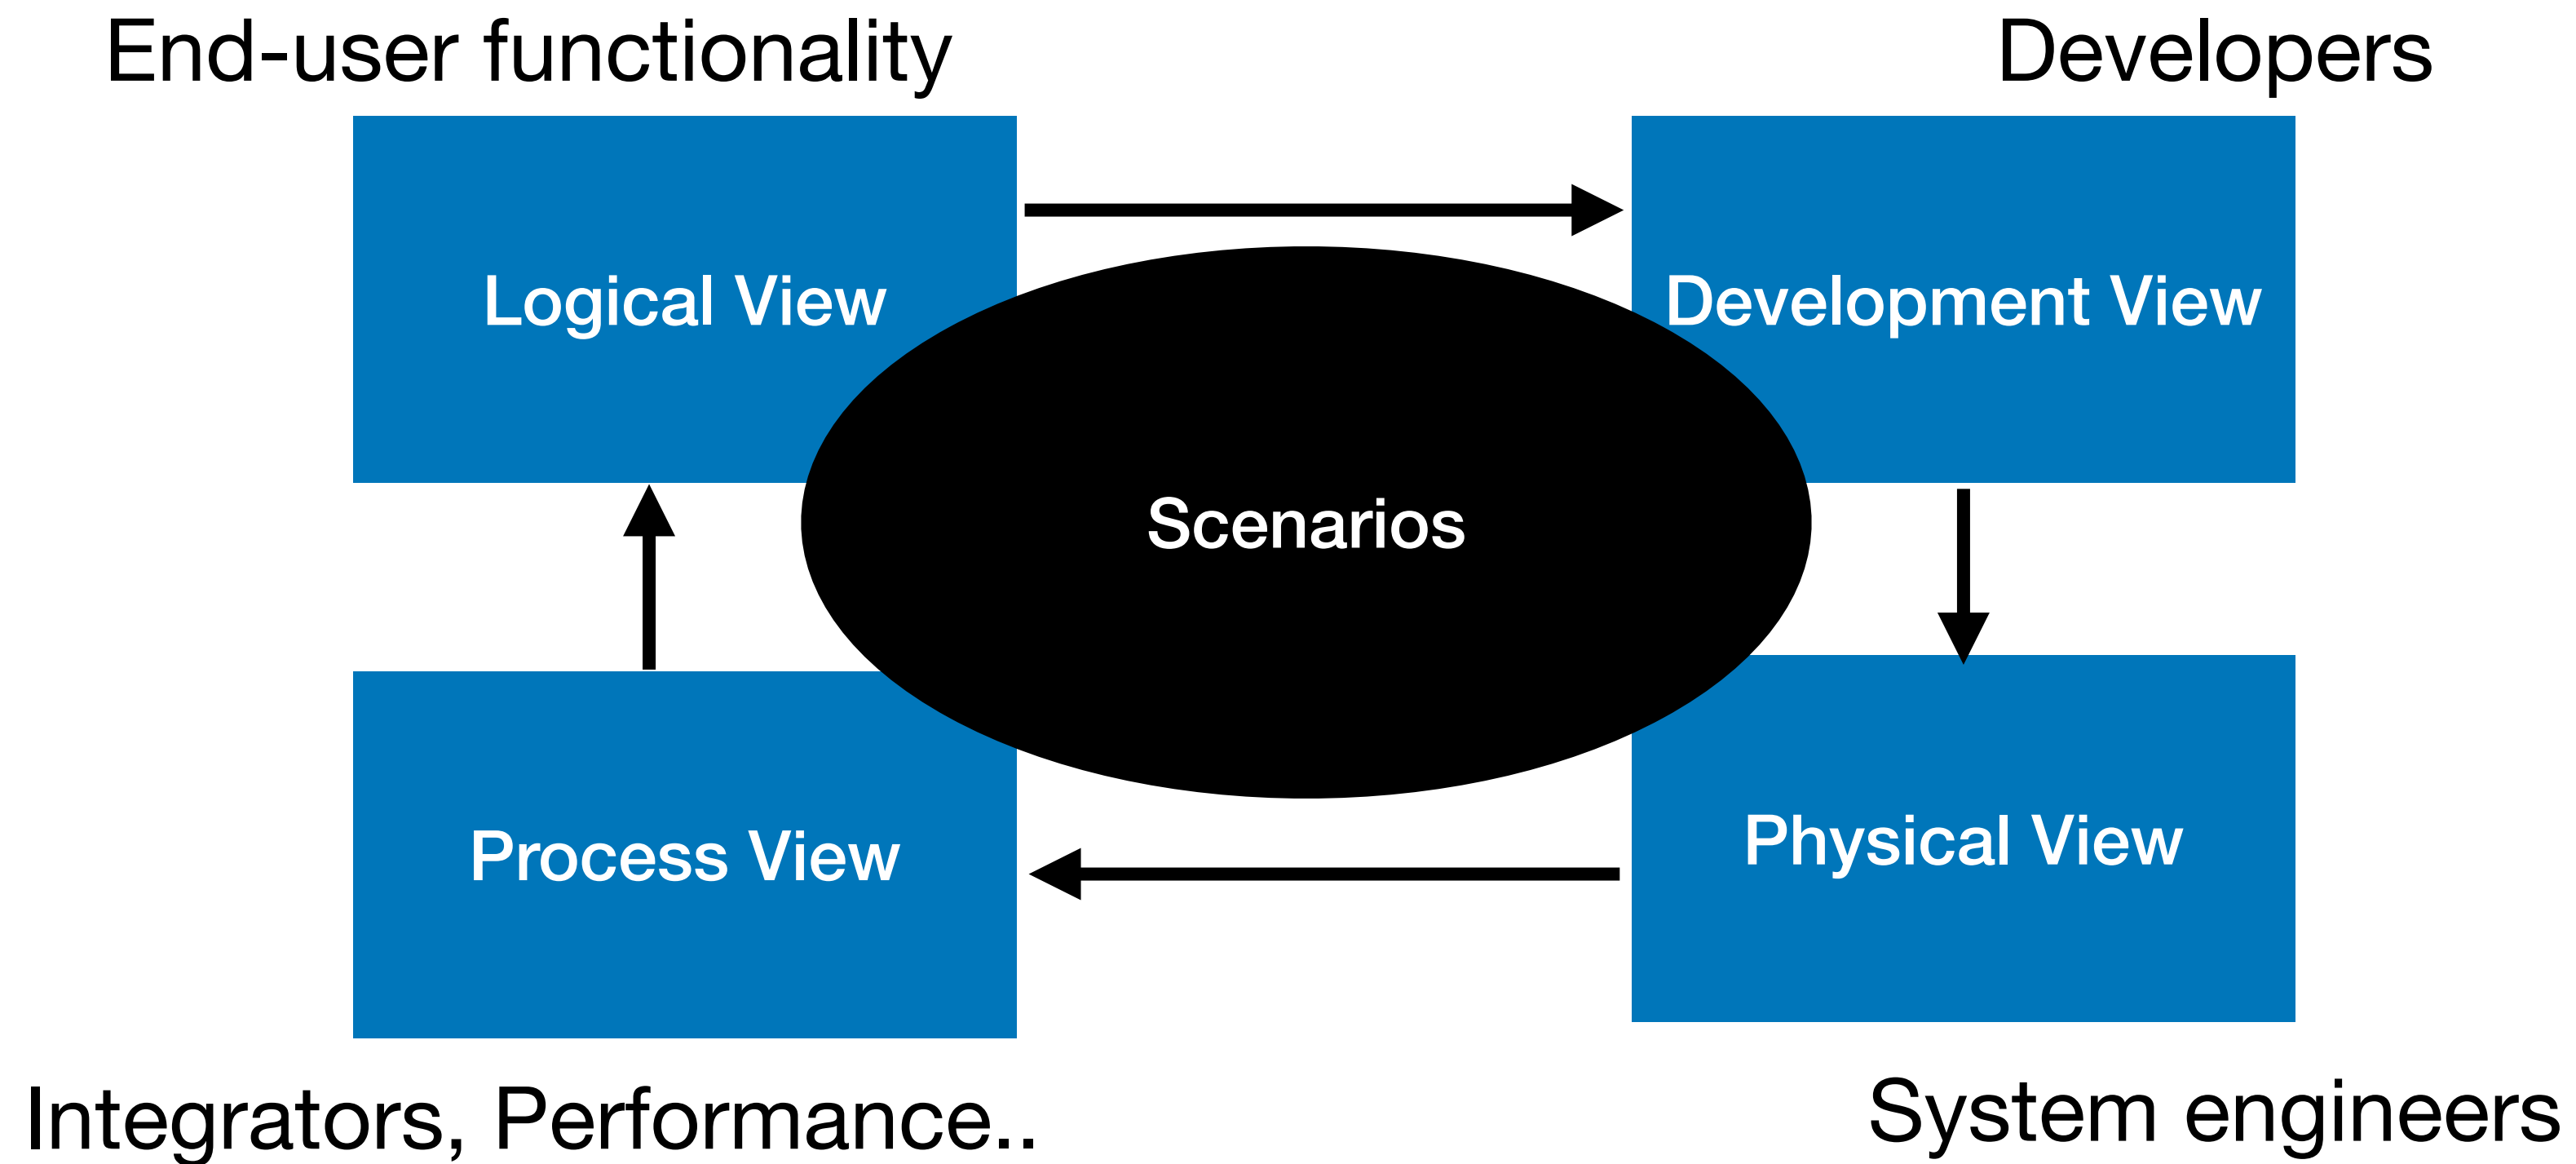 End-user functionality
Developers
Logical View
Development View
Scenarios
Process View
Physical View
Integrators, Performance..
System engineers